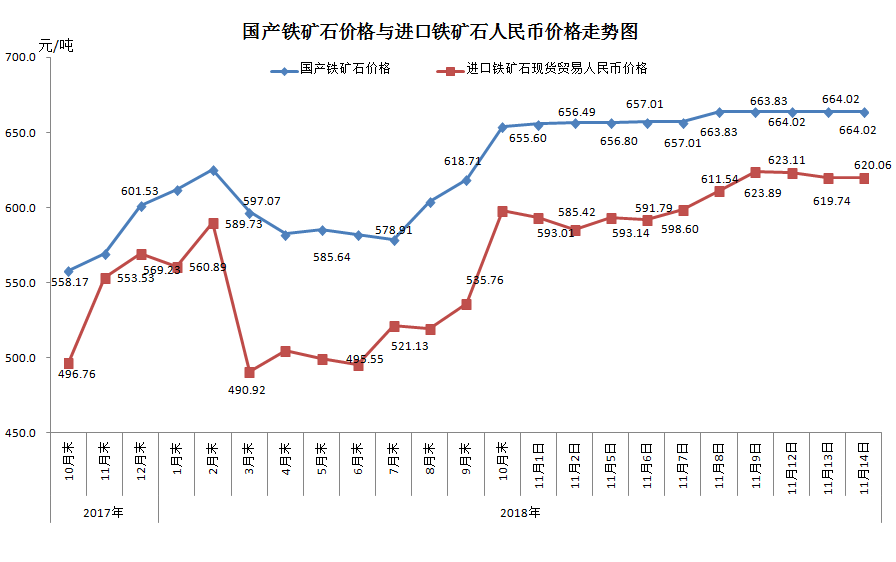 国产铁矿石价格与进口铁矿石人民币价格走势图
元/吨
国产铁矿石价格
进口铁矿石现货贸易人民币价格
700.0
650.0
600.0
550.0
500.0
450.0
558.17
601.53
597.07
585.64
578.91
618.71
655.60
656.49
656.80
657.01
657.01
663.83
663.83
664.02
664.02
664.02
496.76
553.53
569.23
560.89
589.73
490.92
495.55
521.13
535.76
593.01
585.42
593.14
591.79
598.60
611.54
623.89
623.11
619.74
620.06
10月末
11月末
12月末
1月末
2月末
3月末
4月末
5月末
6月末
7月末
8月末
9月末
10月末
11月1日
11月2日
11月5日
11月6日
11月7日
11月8日
11月9日
11月12日
11月13日
11月14日
2017年
2018年